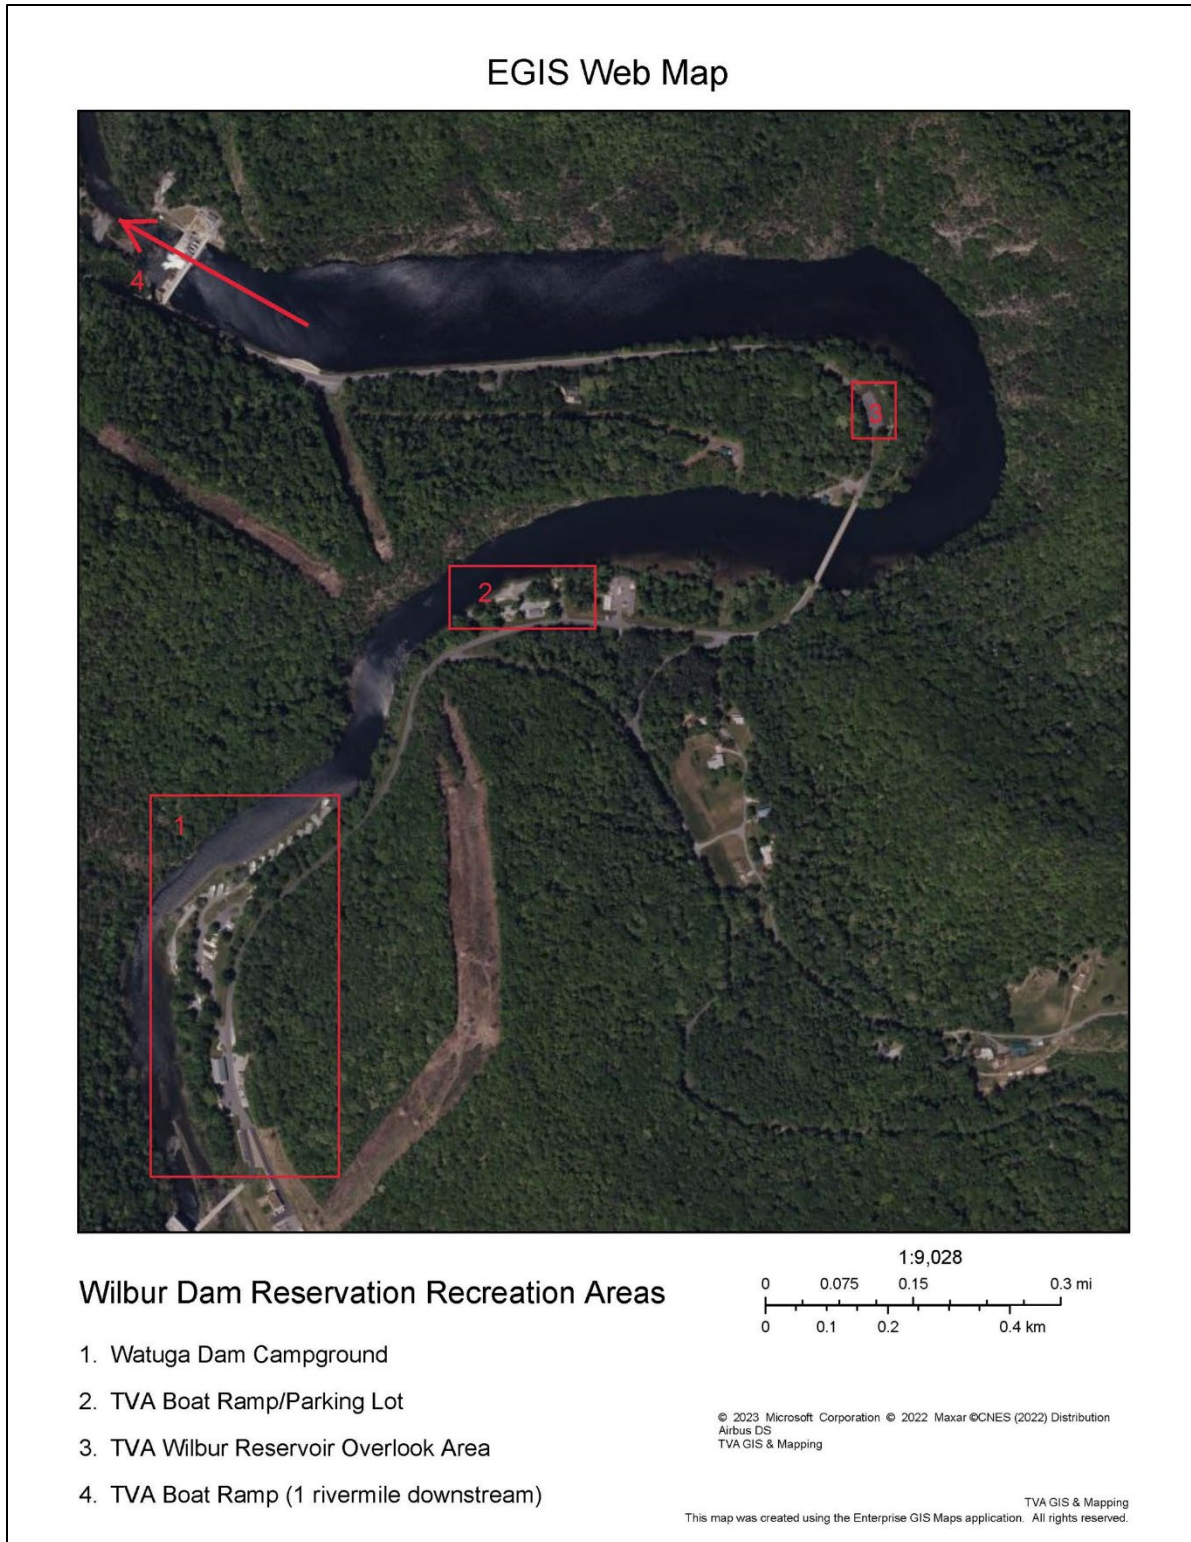 EGIS Web Map
4
3
2
1
1:9,028
0 0.075 0.15 0.3 mi
0 0.1 0.2 0.4 km
Wilbur Dam Reservation Recreation Areas
1. Watuga Dam Campground
2. TVA Boat Ramp/Parking Lot
3. TVA Wilbur Reservoir Overlook Area
4. TVA Boat Ramp (1 rivermile downstream)
© 2023 Microsoft Corporation © 2022 Maxar ©CNES (2022) Distribution
Airbus DS
TVA GIS & Mapping
TVA GIS & Mapping
This map was created using the Enterprise GIS Maps application. All rights reserved.